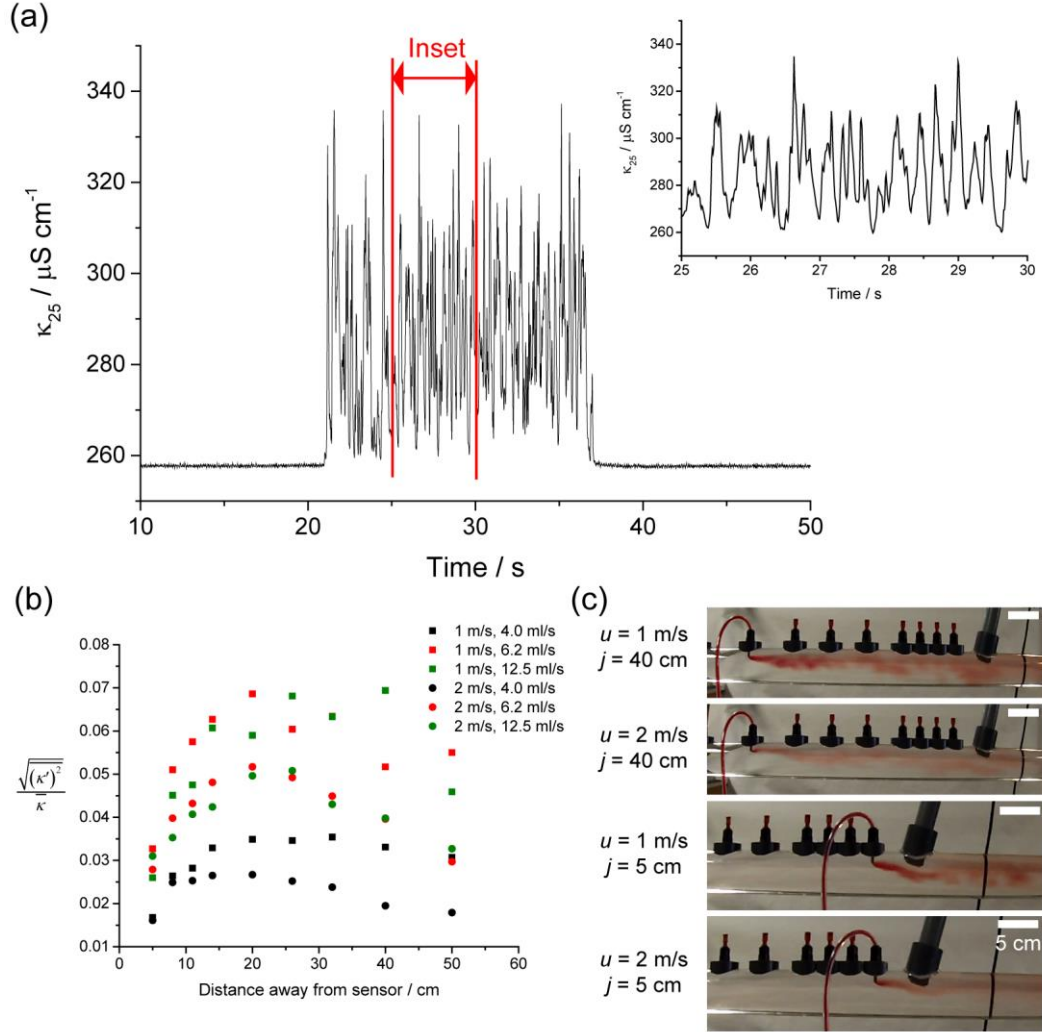 (a)
Inset
340
320
300
280
260
κ₂₅ / μS cm⁻¹
10
20
30
40
50
Time / s
340
320
300
280
260
κ₂₅ / μS cm⁻¹
25
26
27
28
29
30
Time / s
(b)
0.08
0.07
0.06
0.05
0.04
0.03
0.02
0.01
√(κ′)² / κ̄
0
10
20
30
40
50
60
Distance away from sensor / cm
1 m/s, 4.0 ml/s
1 m/s, 6.2 ml/s
1 m/s, 12.5 ml/s
2 m/s, 4.0 ml/s
2 m/s, 6.2 ml/s
2 m/s, 12.5 ml/s
(c)
u = 1 m/s
j = 40 cm
u = 2 m/s
j = 40 cm
u = 1 m/s
j = 5 cm
u = 2 m/s
j = 5 cm
5 cm